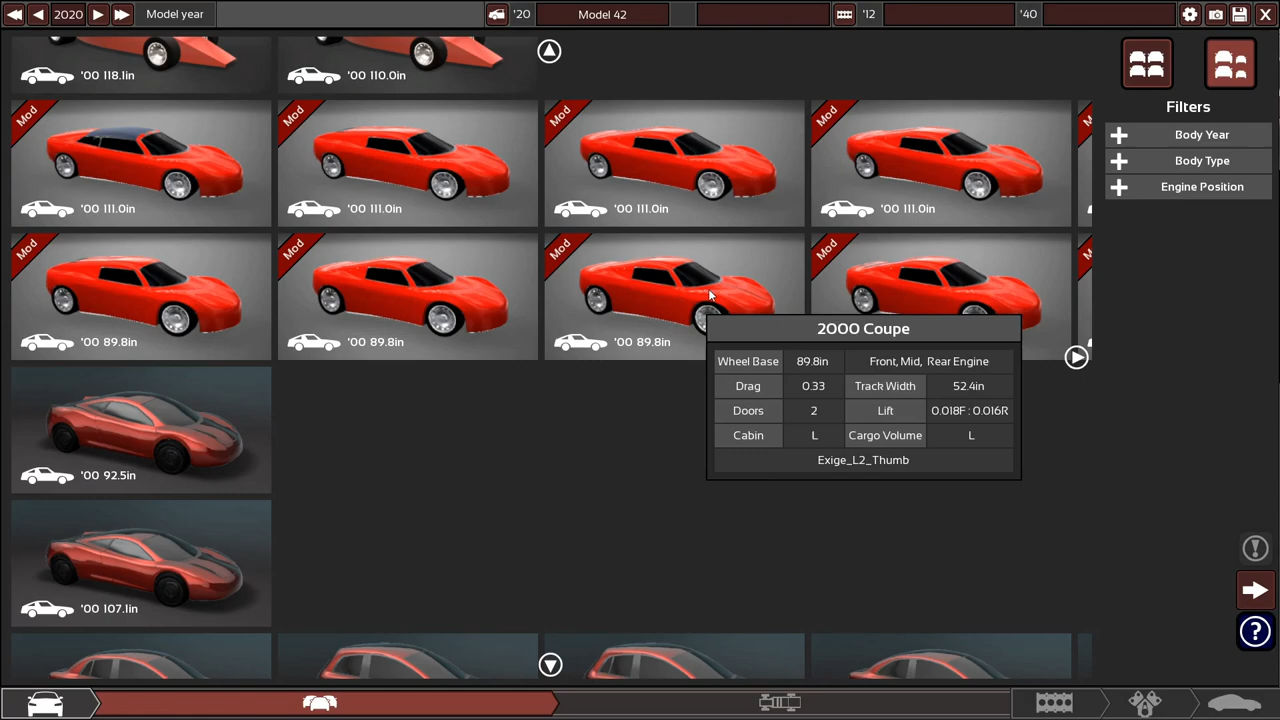 2020
Model year
'20
Model 42
'12
'40
'00 118.1in
'00 110.0in
Filters
Body Year
Body Type
Engine Position
Mod
Mod
Mod
Mod
'00 111.0in
'00 111.0in
'00 111.0in
'00 111.0in
Mod
Mod
Mod
Mod
'00 89.8in
'00 89.8in
'00 89.8in
2000 Coupe
Wheel Base 89.8in Front, Mid, Rear Engine
Drag 0.33 Track Width 52.4in
Doors 2 Lift 0.018F : 0.016R
Cabin L Cargo Volume L
Exige_L2_Thumb
'00 92.5in
'00 107.1in
?